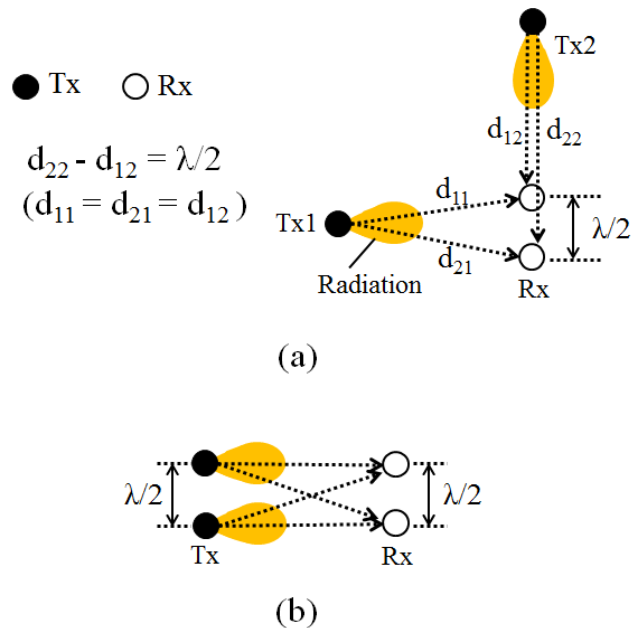 Tx Rx
d₂₂ - d₁₂ = λ/2
(d₁₁ = d₂₁ = d₁₂ )
Tx2
d₁₂ d₂₂
d₁₁
Tx1
λ/2
d₂₁
Radiation
Rx
(a)
λ/2 λ/2
Tx Rx
(b)